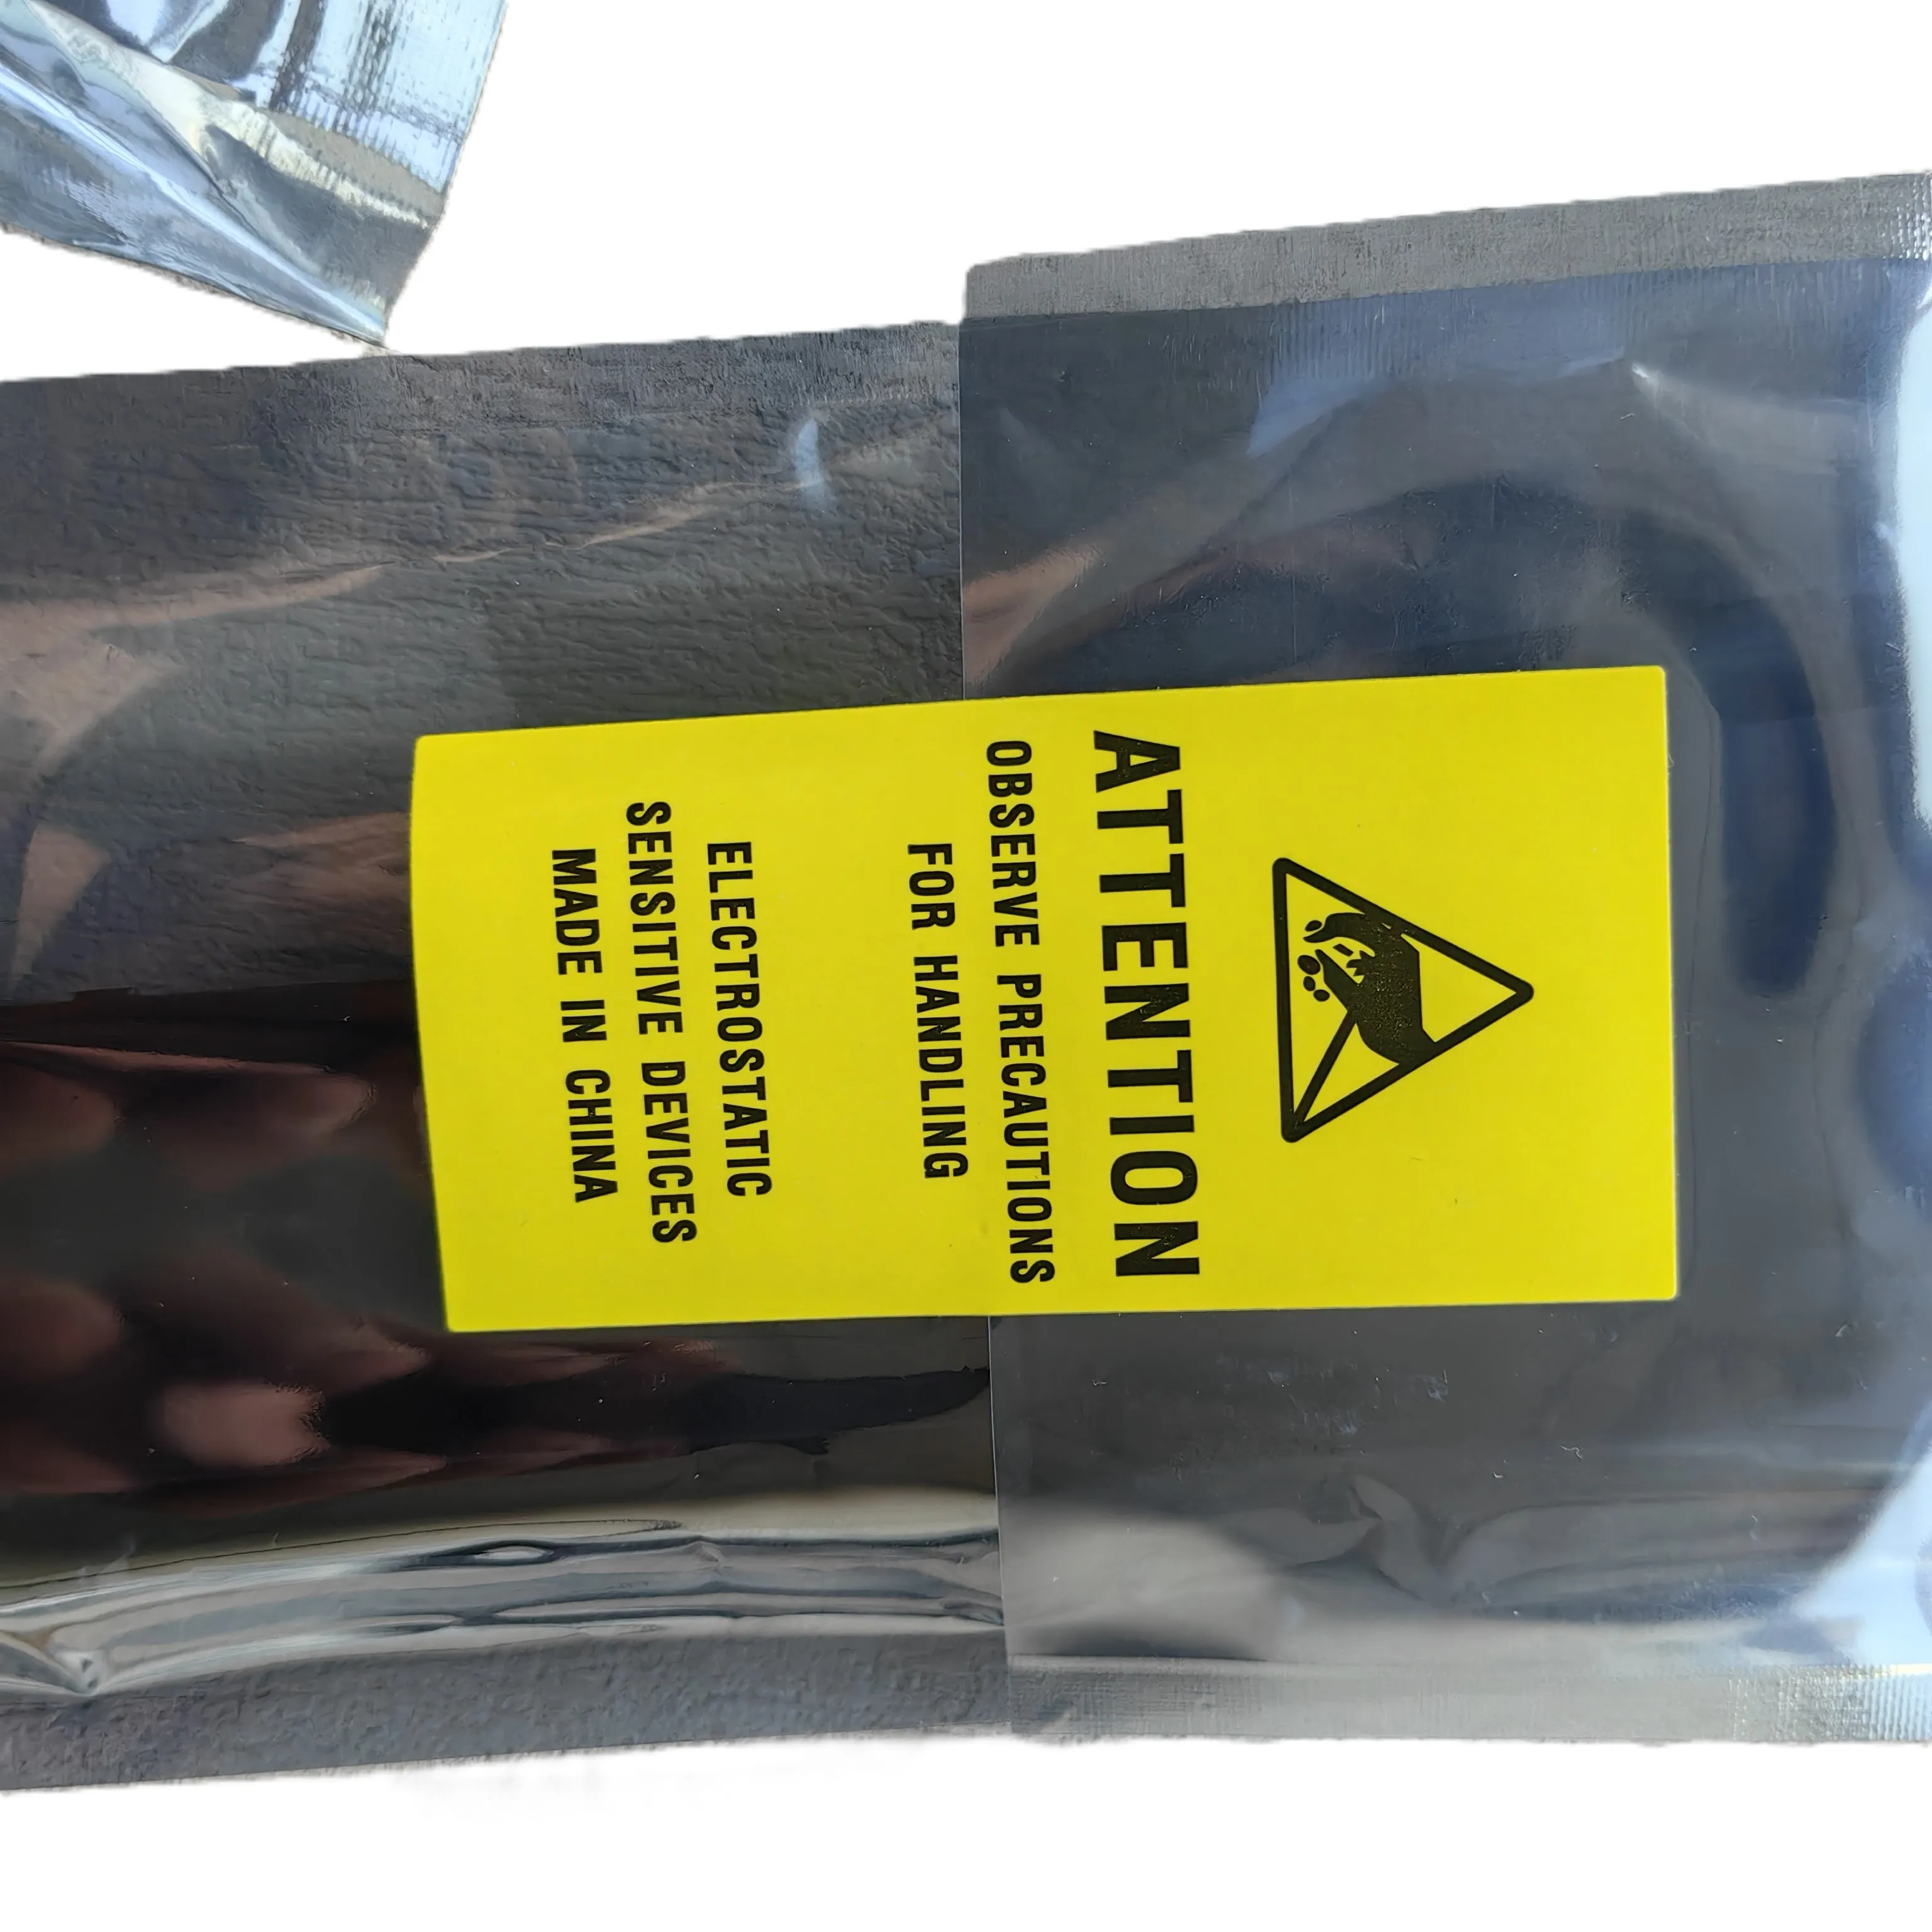 ATTENTION
OBSERVE PRECAUTIONS
FOR HANDLING
ELECTROSTATIC
SENSITIVE DEVICES
MADE IN CHINA